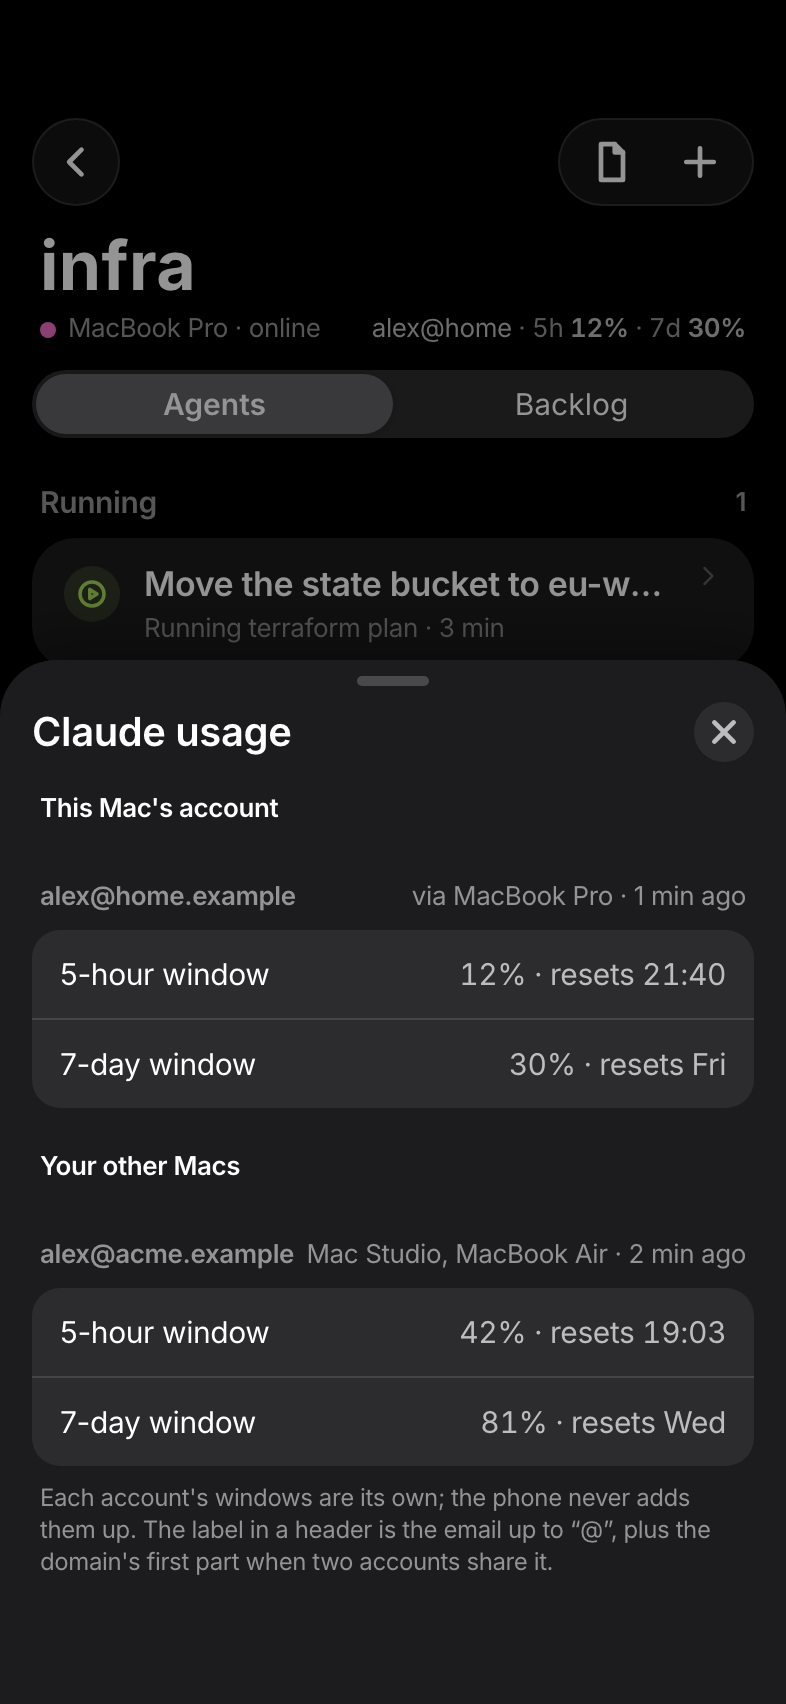 infra
MacBook Pro · online alex@home · 5h 12% · 7d 30%
Agents Backlog
Running 1
Move the state bucket to eu-w...
Running terraform plan · 3 min
Claude usage
This Mac's account
alex@home.example via MacBook Pro · 1 min ago
5-hour window 12% · resets 21:40
7-day window 30% · resets Fri
Your other Macs
alex@acme.example Mac Studio, MacBook Air · 2 min ago
5-hour window 42% · resets 19:03
7-day window 81% · resets Wed
Each account's windows are its own; the phone never adds
them up. The label in a header is the email up to “@”, plus the
domain's first part when two accounts share it.